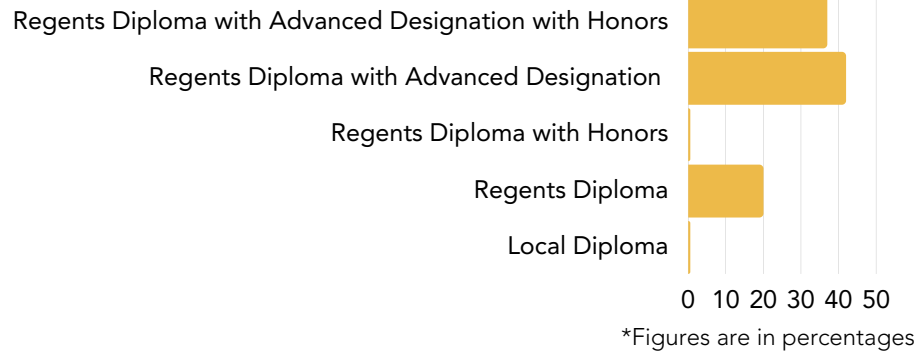 Regents Diploma with Advanced Designation with Honors
Regents Diploma with Advanced Designation
Regents Diploma with Honors
Regents Diploma
Local Diploma
0 10 20 30 40 50
*Figures are in percentages